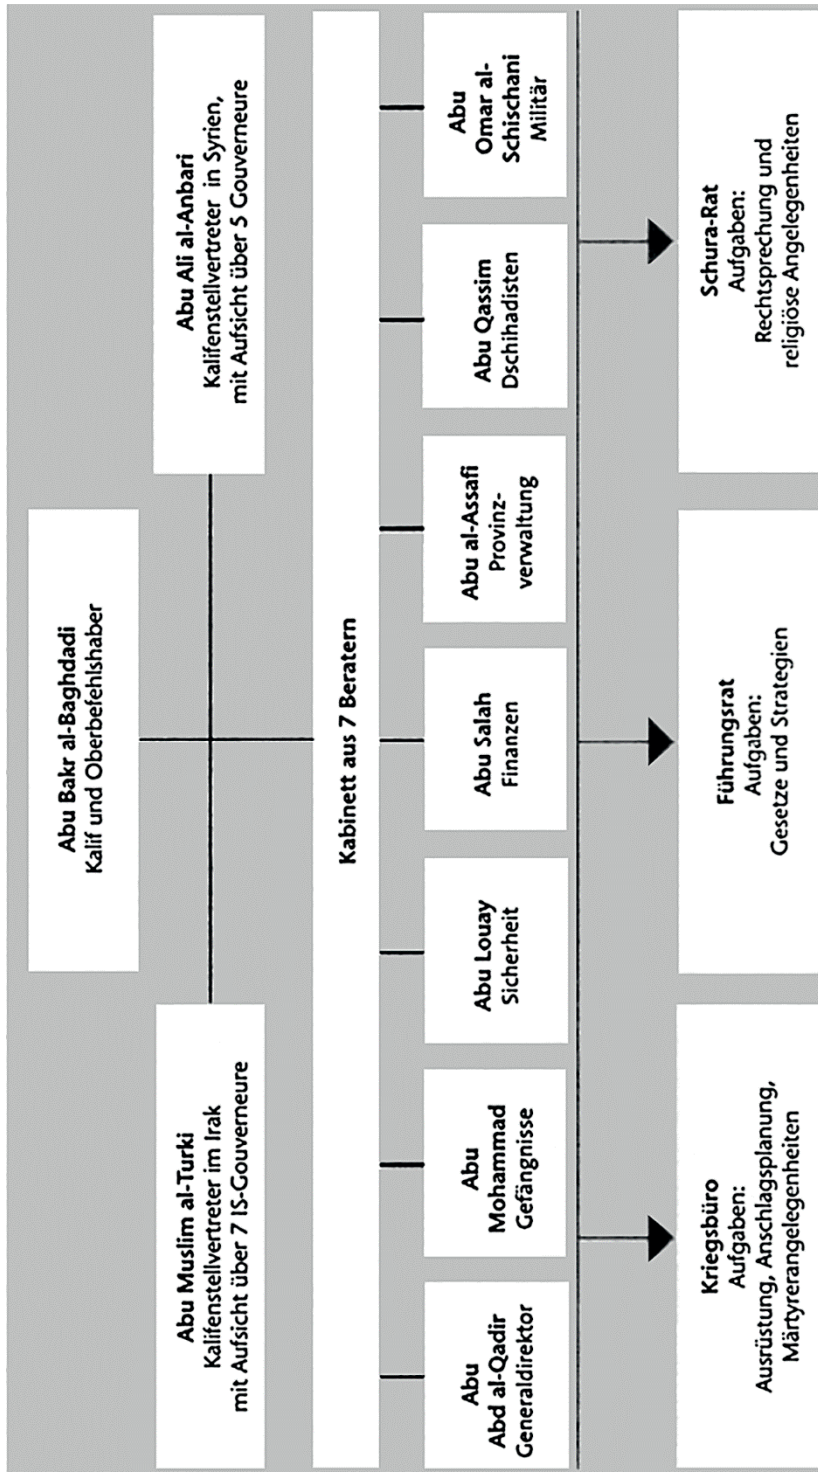 Abu Bakr al-Baghdadi
Kalif und Oberbefehlshaber
Abu Muslim al-Turki
Kalifenstellvertreter im Irak
mit Aufsicht über 7 IS-Gouverneure
Abu Ali al-Anbari
Kalifenstellvertreter in Syrien,
mit Aufsicht über 5 Gouverneure
Kabinett aus 7 Beratern
Abu
Abd al-Qadir
Generaldirektor
Abu
Mohammad
Gefängnisse
Abu Louay
Sicherheit
Abu Salah
Finanzen
Abu al-Assafi
Provinz-
verwaltung
Abu Qassim
Dschihadisten
Abu
Omar al-
Schischani
Militär
Kriegsbüro
Aufgaben:
Ausrüstung, Anschlagsplanung,
Märtyrerangelegenheiten
Führungsrat
Aufgaben:
Gesetze und Strategien
Schura-Rat
Aufgaben:
Rechtsprechung und
religiöse Angelegenheiten